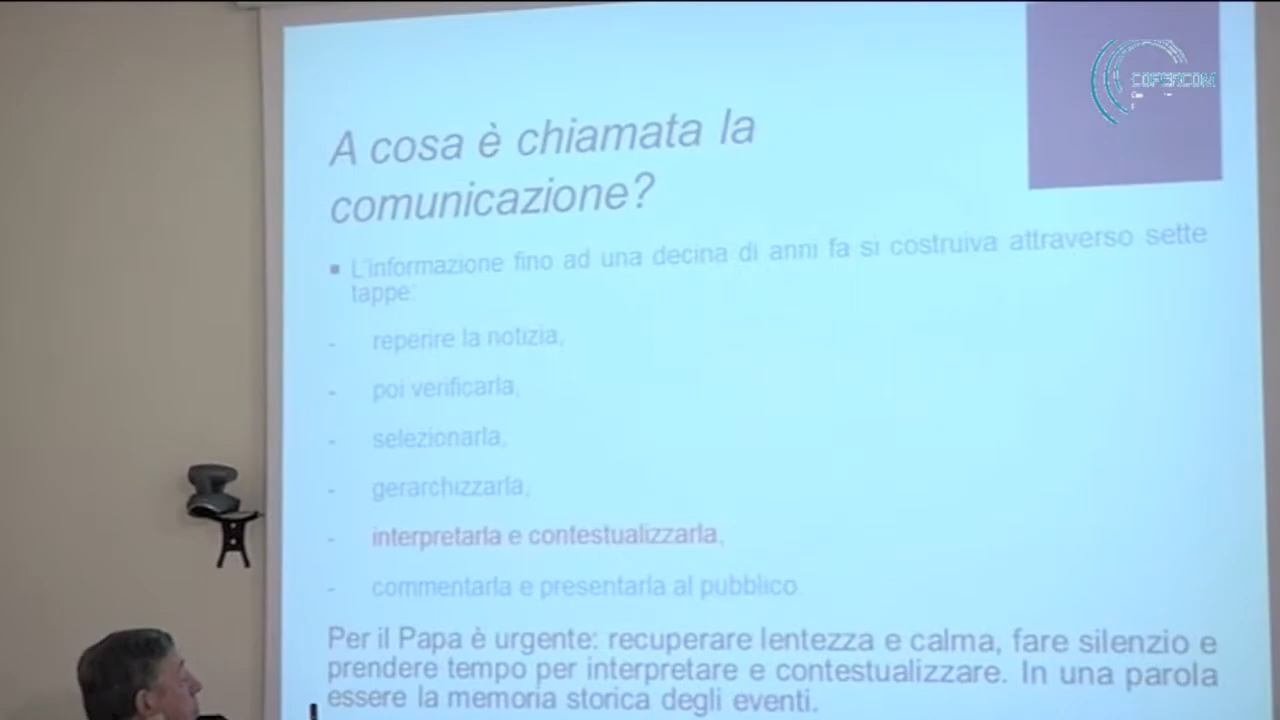 COPERCOM
A cosa è chiamata la
comunicazione?
▪ L'informazione fino ad una decina di anni fa si costruiva attraverso sette
tappe:
- reperire la notizia,
- poi verificarla,
- selezionarla,
- gerarchizzarla,
- interpretarla e contestualizzarla,
- commentarla e presentarla al pubblico.
Per il Papa è urgente: recuperare lentezza e calma, fare silenzio e
prendere tempo per interpretare e contestualizzare. In una parola
essere la memoria storica degli eventi.